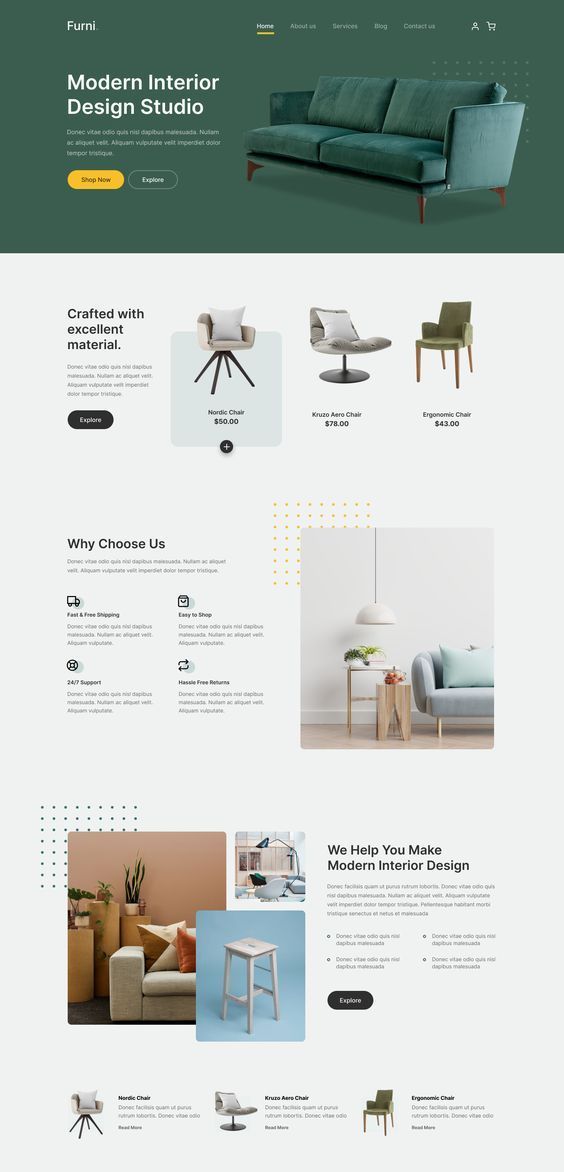 Furni.
Home
About us
Services
Blog
Contact us
Modern Interior
Design Studio
Donec vitae odio quis nisl dapibus malesuada. Nullam
ac aliquet velit. Aliquam vulputate velit imperdiet dolor
tempor tristique.
Shop Now
Explore
Crafted with
excellent
material.
Donec vitae odio quis nisl dapibus
malesuada. Nullam ac aliquet velit.
Aliquam vulputate velit imperdiet
dolor tempor tristique.
Explore
Nordic Chair
$50.00
Kruzo Aero Chair
$78.00
Ergonomic Chair
$43.00
Why Choose Us
Donec vitae odio quis nisl dapibus malesuada. Nullam ac aliquet
velit. Aliquam vulputate velit imperdiet dolor tempor tristique.
Fast & Free Shipping
Donec vitae odio quis nisl dapibus
malesuada. Nullam ac aliquet velit.
Aliquam vulputate.
Easy to Shop
Donec vitae odio quis nisl dapibus
malesuada. Nullam ac aliquet velit.
Aliquam vulputate.
24/7 Support
Donec vitae odio quis nisl dapibus
malesuada. Nullam ac aliquet velit.
Aliquam vulputate.
Hassle Free Returns
Donec vitae odio quis nisl dapibus
malesuada. Nullam ac aliquet velit.
Aliquam vulputate.
We Help You Make
Modern Interior Design
Donec facilisis quam ut purus rutrum lobortis. Donec vitae odio quis
nisl dapibus malesuada. Nullam ac aliquet velit. Aliquam vulputate
velit imperdiet dolor tempor tristique. Pellentesque habitant morbi
tristique senectus et netus et malesuada
Donec vitae odio quis nisl
dapibus malesuada
Donec vitae odio quis nisl
dapibus malesuada
Donec vitae odio quis nisl
dapibus malesuada
Donec vitae odio quis nisl
dapibus malesuada
Explore
Nordic Chair
Donec facilisis quam ut purus
rutrum lobortis. Donec vitae odio
Read More
Kruzo Aero Chair
Donec facilisis quam ut purus
rutrum lobortis. Donec vitae odio
Read More
Ergonomic Chair
Donec facilisis quam ut purus
rutrum lobortis. Donec vitae odio
Read More